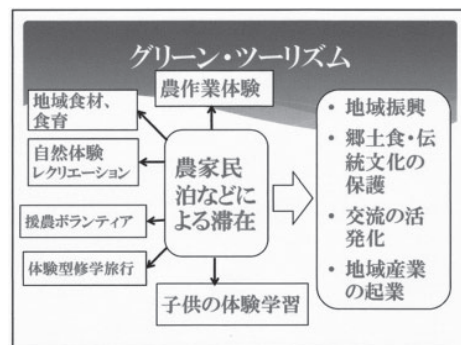 グリーン・ツーリズム
農作業体験
地域食材、
食育
自然体験
レクリエーション
援農ボランティア
体験型修学旅行
農家民
泊などに
よる滞在
子供の体験学習
• 地域振興
• 郷土食・伝
統文化の
保護
• 交流の活
発化
• 地域産業
の起業